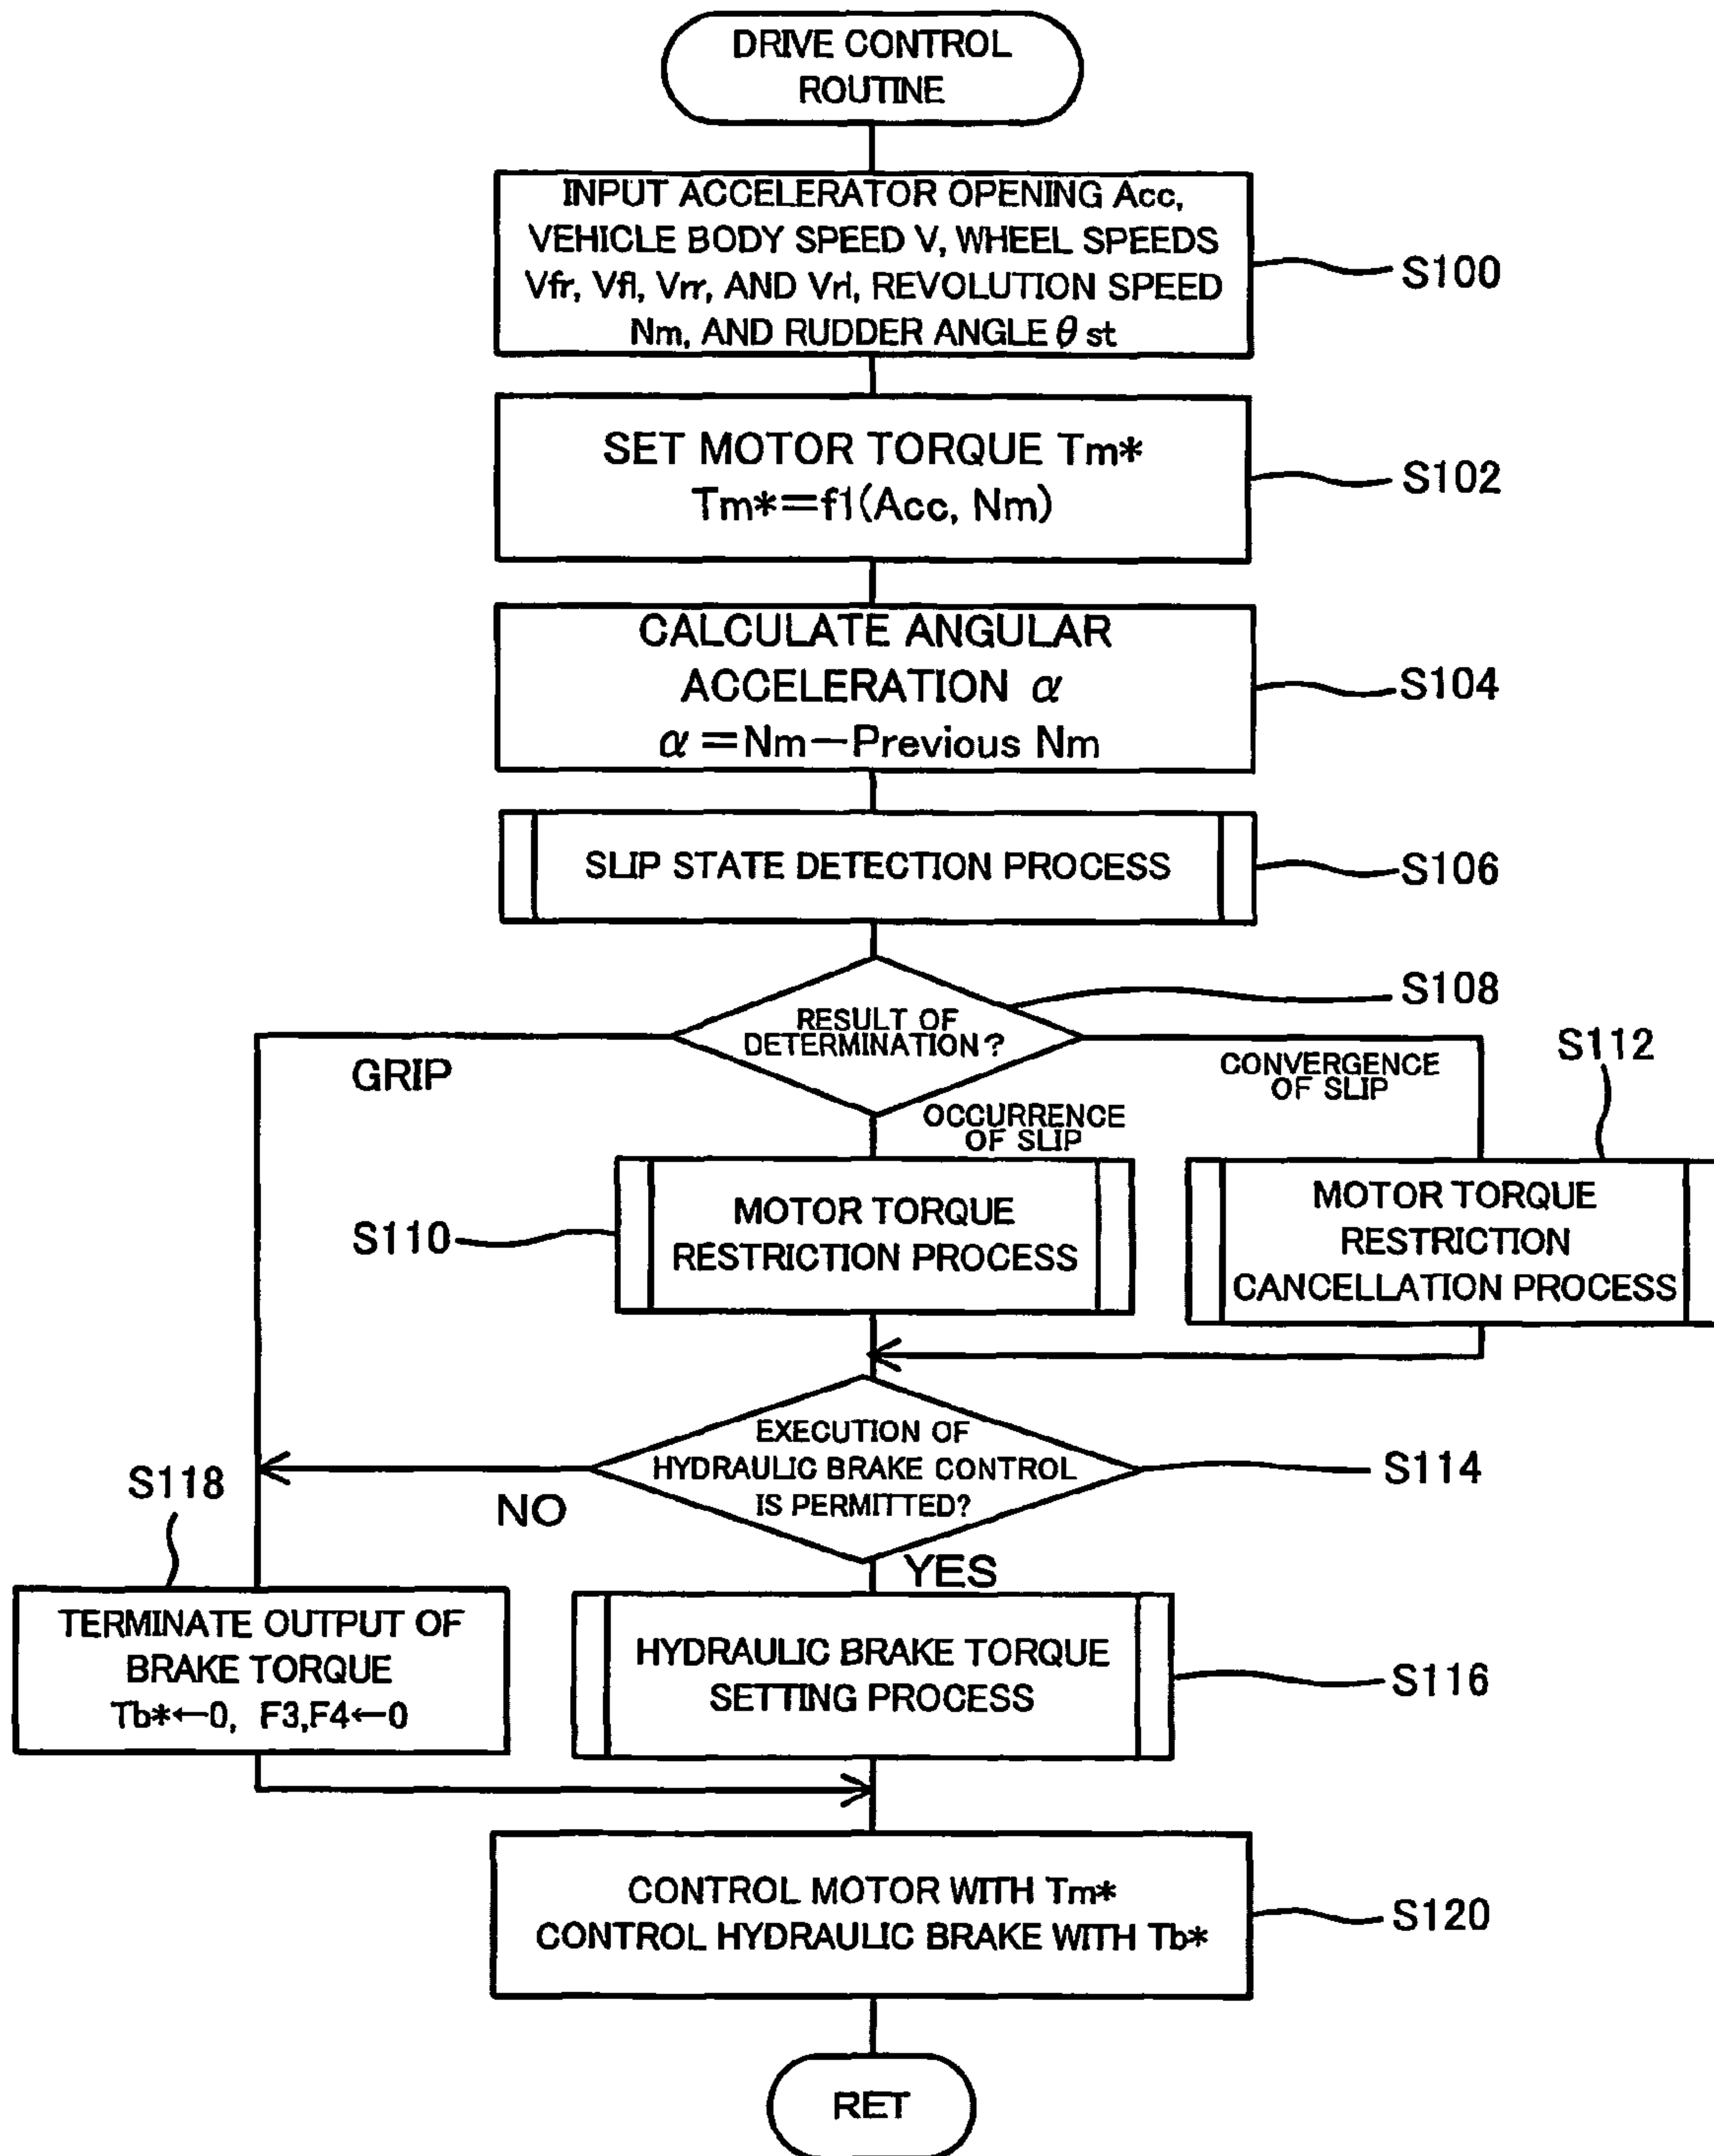 DRIVE CONTROL
ROUTINE
INPUT ACCELERATOR OPENING Acc,
VEHICLE BODY SPEED V, WHEEL SPEEDS
Vfr, Vfl, Vrr, AND Vrl, REVOLUTION SPEED
Nm, AND RUDDER ANGLE θ st
S100
SET MOTOR TORQUE Tm*
Tm*=f1(Acc, Nm)
S102
CALCULATE ANGULAR
ACCELERATION α
α=Nm−Previous Nm
S104
SLIP STATE DETECTION PROCESS
S106
S108
RESULT OF
DETERMINATION?
GRIP
CONVERGENCE
OF SLIP
S112
OCCURRENCE
OF SLIP
S110
MOTOR TORQUE
RESTRICTION PROCESS
MOTOR TORQUE
RESTRICTION
CANCELLATION PROCESS
EXECUTION OF
HYDRAULIC BRAKE CONTROL
IS PERMITTED?
S114
S118
NO
YES
TERMINATE OUTPUT OF
BRAKE TORQUE
Tb*←0, F3,F4←0
HYDRAULIC BRAKE TORQUE
SETTING PROCESS
S116
CONTROL MOTOR WITH Tm*
CONTROL HYDRAULIC BRAKE WITH Tb*
S120
RET